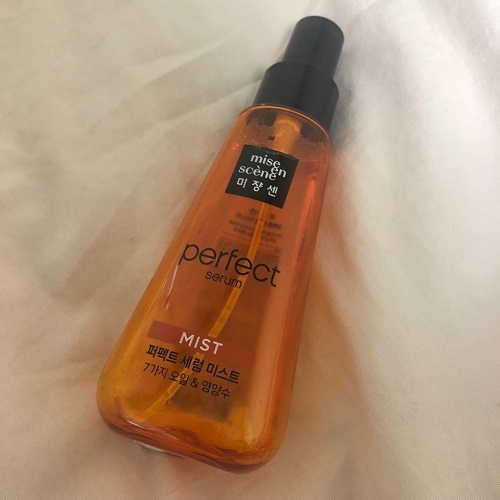 mise
en
scène
미쟝센
perfect
serum
MIST
퍼펙트 세럼 미스트
7가지 오일 & 영양수